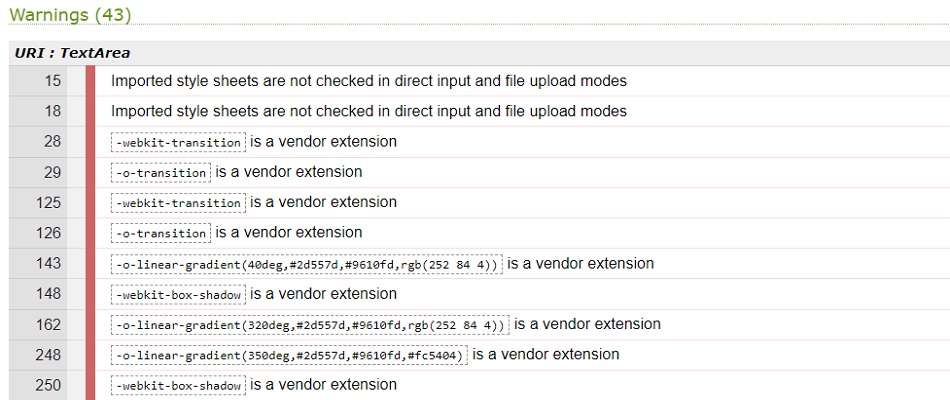 Warnings (43)
URI : TextArea
15 Imported style sheets are not checked in direct input and file upload modes
18 Imported style sheets are not checked in direct input and file upload modes
28 -webkit-transition is a vendor extension
29 -o-transition is a vendor extension
125 -webkit-transition is a vendor extension
126 -o-transition is a vendor extension
143 -o-linear-gradient(40deg,#2d557d,#9610fd,rgb(252 84 4)) is a vendor extension
148 -webkit-box-shadow is a vendor extension
162 -o-linear-gradient(320deg,#2d557d,#9610fd,rgb(252 84 4)) is a vendor extension
248 -o-linear-gradient(350deg,#2d557d,#9610fd,#fc5404) is a vendor extension
250 -webkit-box-shadow is a vendor extension